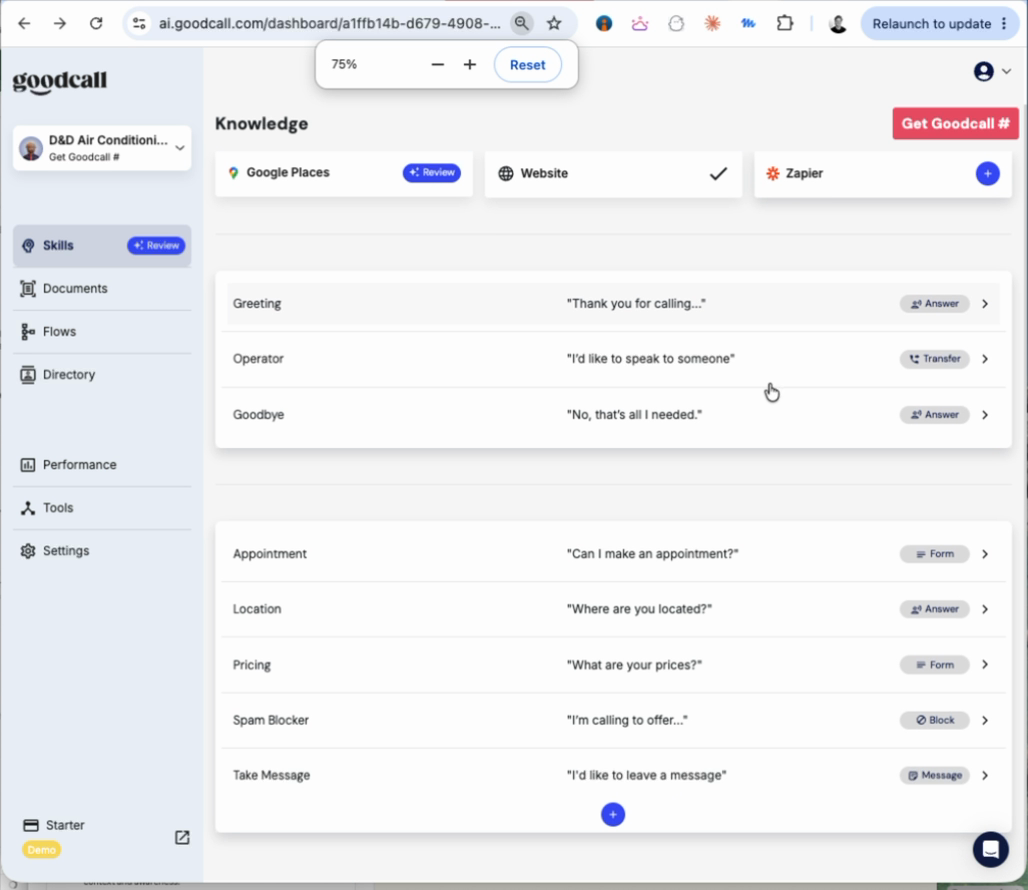 ai.goodcall.com/dashboard/a1ffb14b-d679-4908-...
Relaunch to update
75%
Reset
goodcall
D&D Air Conditioni...
Get Goodcall #
Skills
Review
Documents
Flows
Directory
Performance
Tools
Settings
Starter
Demo
Knowledge
Get Goodcall #
Google Places
Review
Website
Zapier
Greeting
"Thank you for calling..."
Answer
Operator
"I'd like to speak to someone"
Transfer
Goodbye
"No, that's all I needed."
Answer
Appointment
"Can I make an appointment?"
Form
Location
"Where are you located?"
Answer
Pricing
"What are your prices?"
Form
Spam Blocker
"I'm calling to offer..."
Block
Take Message
"I'd like to leave a message"
Message